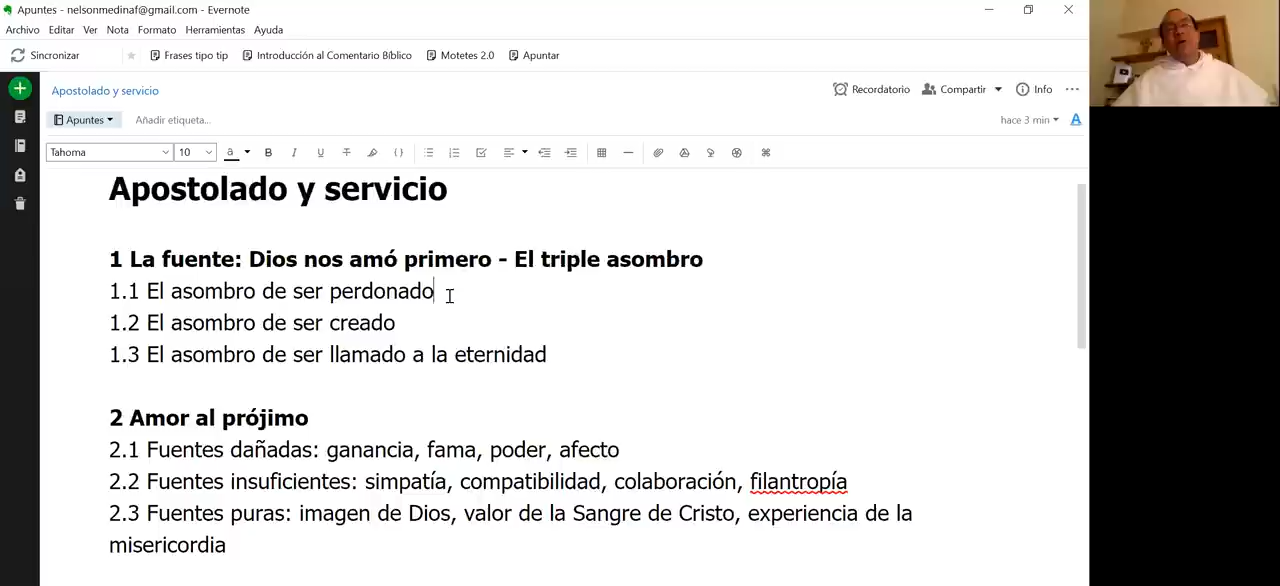 Apuntes - nelsonmedinaf@gmail.com - Evernote
Archivo Editar Ver Nota Formato Herramientas Ayuda
Sincronizar Frases tipo tip Introducción al Comentario Bíblico Motetes 2.0 Apuntar
Apostolado y servicio Recordatorio Compartir Info
Apuntes Añadir etiqueta... hace 3 min
Tahoma 10 a B I U T
Apostolado y servicio
1 La fuente: Dios nos amó primero - El triple asombro
1.1 El asombro de ser perdonado
1.2 El asombro de ser creado
1.3 El asombro de ser llamado a la eternidad
2 Amor al prójimo
2.1 Fuentes dañadas: ganancia, fama, poder, afecto
2.2 Fuentes insuficientes: simpatía, compatibilidad, colaboración, filantropía
2.3 Fuentes puras: imagen de Dios, valor de la Sangre de Cristo, experiencia de la
misericordia